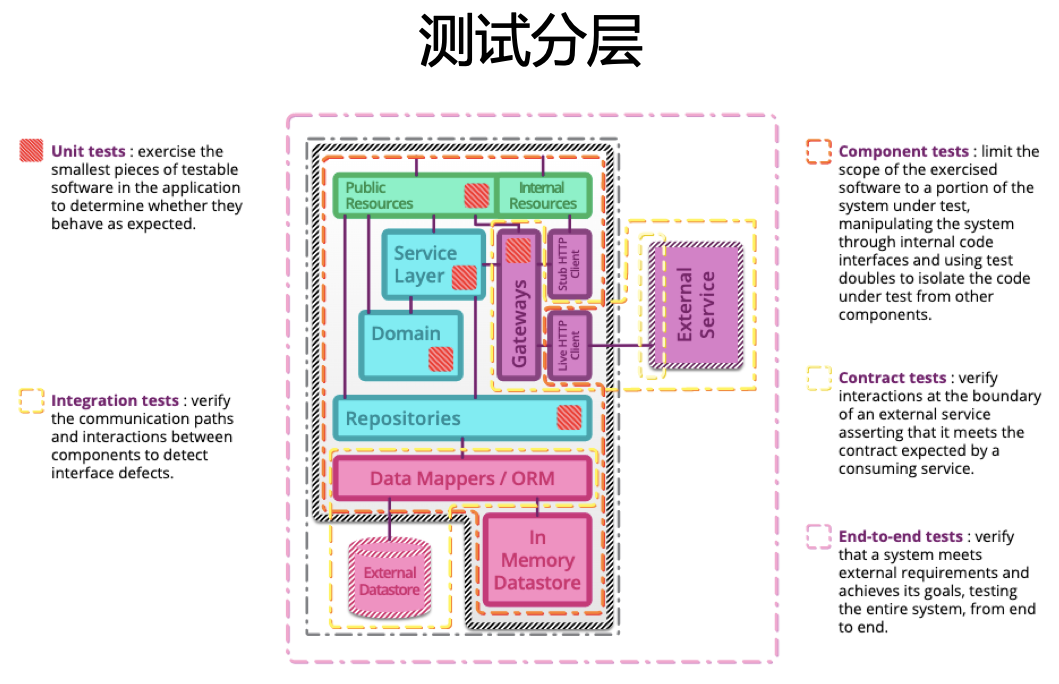 测试分层
Unit tests : exercise the
smallest pieces of testable
software in the application
to determine whether they
behave as expected.
Integration tests : verify
the communication paths
and interactions between
components to detect
interface defects.
Public
Resources
Internal
Resources
Service
Layer
Gateways
Stub HTTP
Client
Domain
Live HTTP
Client
External
Service
Repositories
Data Mappers / ORM
External
Datastore
In
Memory
Datastore
Component tests : limit the
scope of the exercised
software to a portion of the
system under test,
manipulating the system
through internal code
interfaces and using test
doubles to isolate the code
under test from other
components.
Contract tests : verify
interactions at the boundary
of an external service
asserting that it meets the
contract expected by a
consuming service.
End-to-end tests : verify
that a system meets
external requirements and
achieves its goals, testing
the entire system, from end
to end.